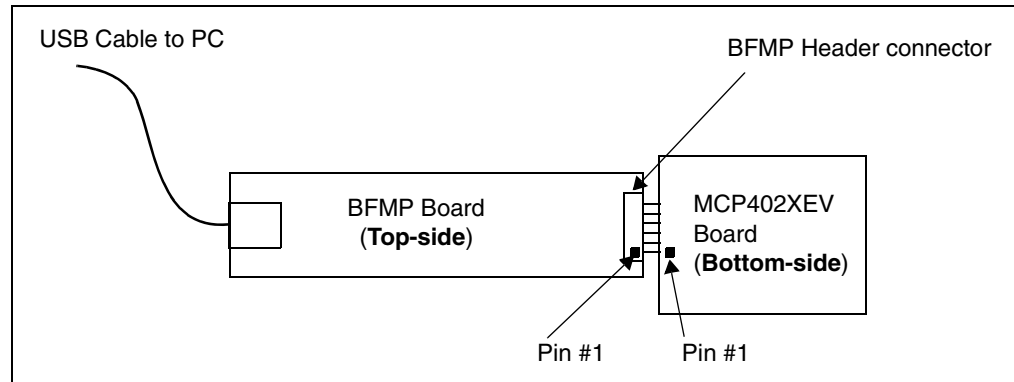 USB Cable to PC
BFMP Header connector
BFMP Board
(Top-side)
MCP402XEV
Board
(Bottom-side)
Pin #1
Pin #1